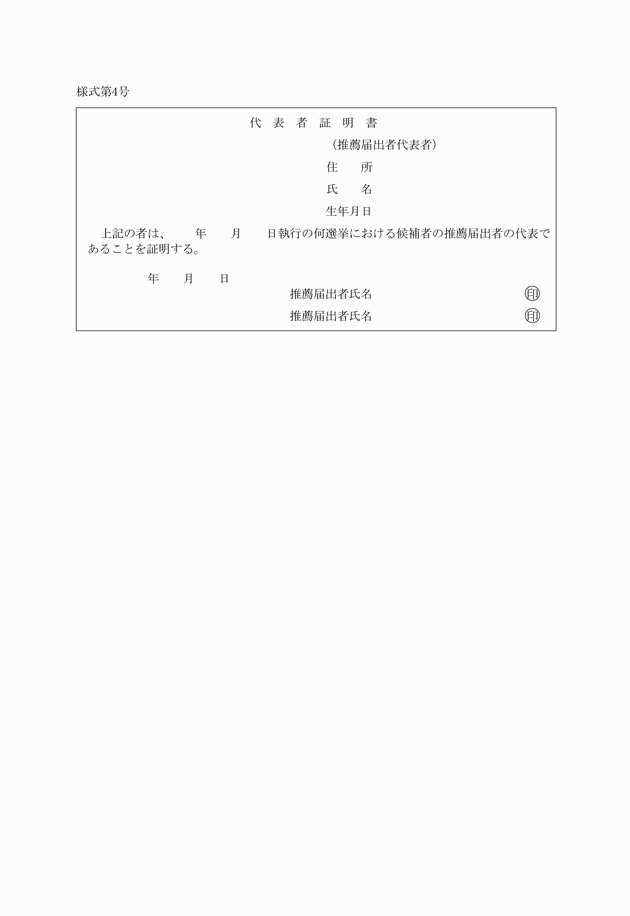 様式第4号
代　表　者　証　明　書
（推薦届出者代表者）
住　　所
氏　　名
生年月日
上記の者は、　　年　　月　　日執行の何選挙における候補者の推薦届出者の代表で
あることを証明する。
年　　月　　日
推薦届出者氏名　　　　　　　　　　　　　㊞
推薦届出者氏名　　　　　　　　　　　　　㊞